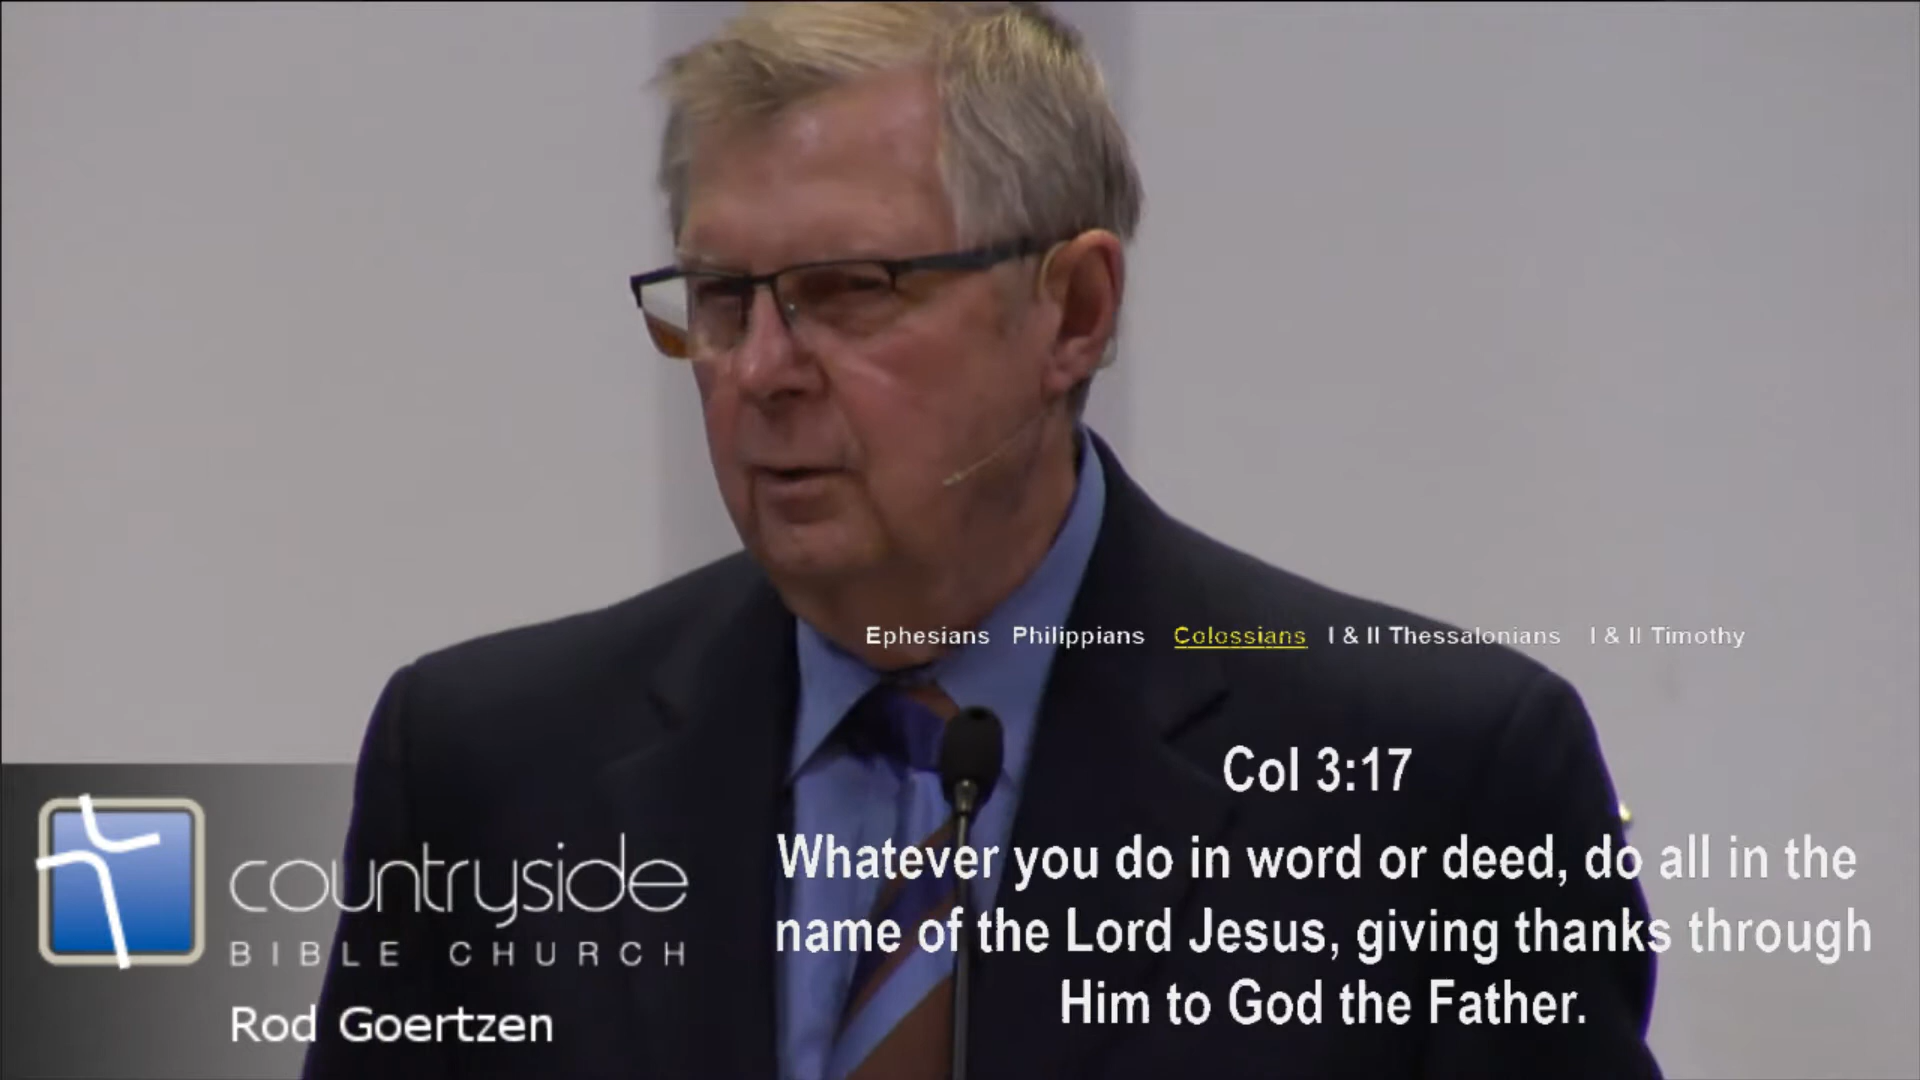 Ephesians Philippians Colossians I & II Thessalonians I & II Timothy
Col 3:17
Whatever you do in word or deed, do all in the
name of the Lord Jesus, giving thanks through
Him to God the Father.
countryside
BIBLE CHURCH
Rod Goertzen